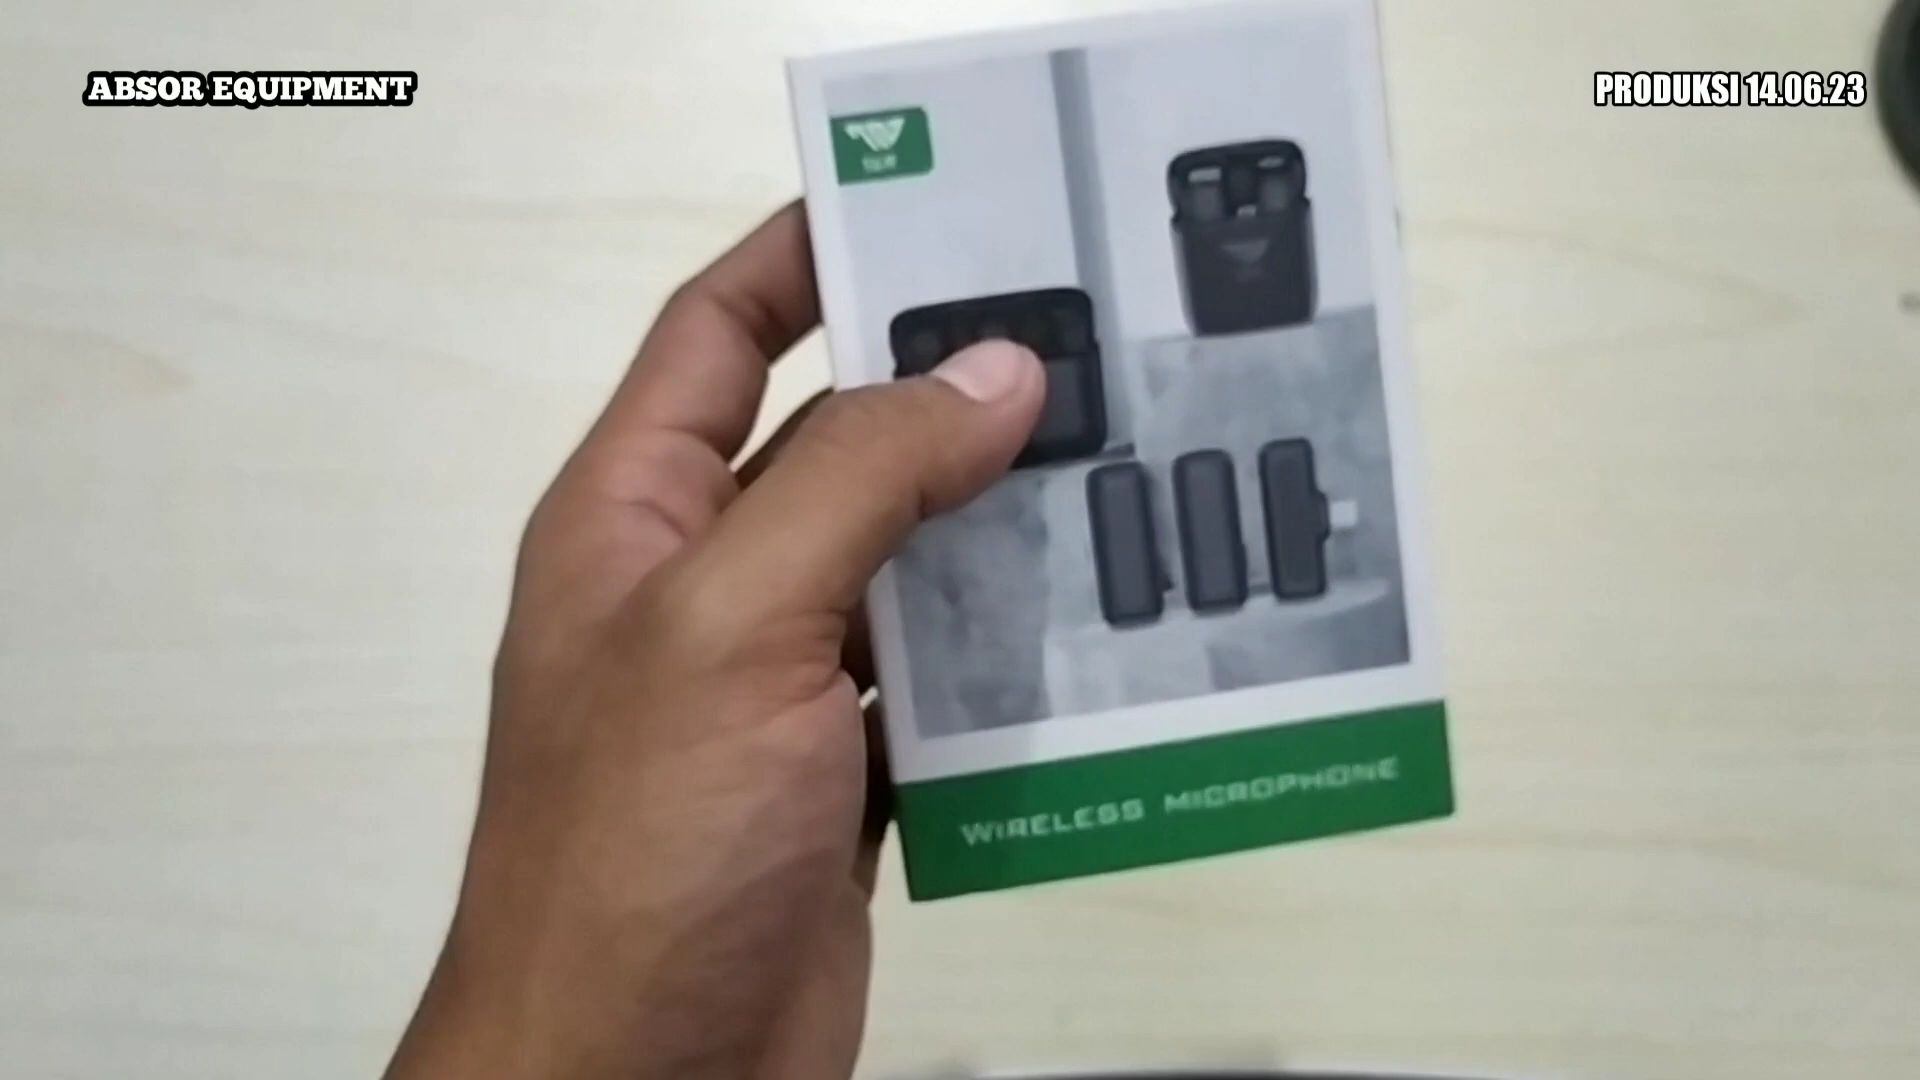 ABSOR EQUIPMENT
PRODUKSI 14.06.23
WIRELESS MICROPHONE